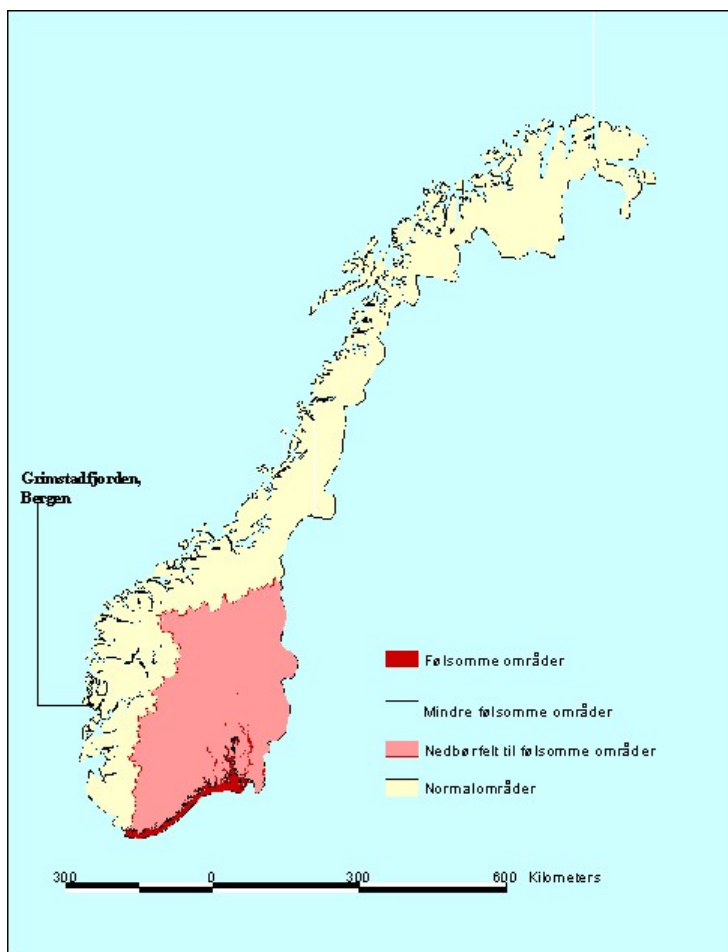 Grimstadfjorden,
Bergen
Følsomme områder
Mindre følsomme områder
Nedbørfelt til følsomme områder
Normalområder
300 0 300 600 Kilometers